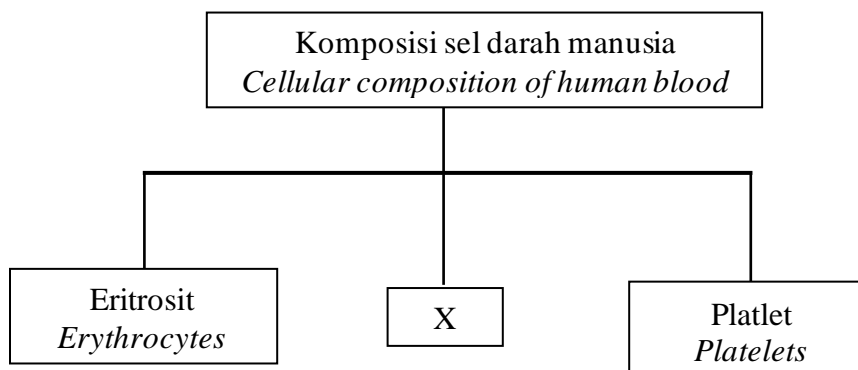 Komposisi sel darah manusia
Cellular composition of human blood
Eritrosit
Erythrocytes
X
Platlet
Platelets